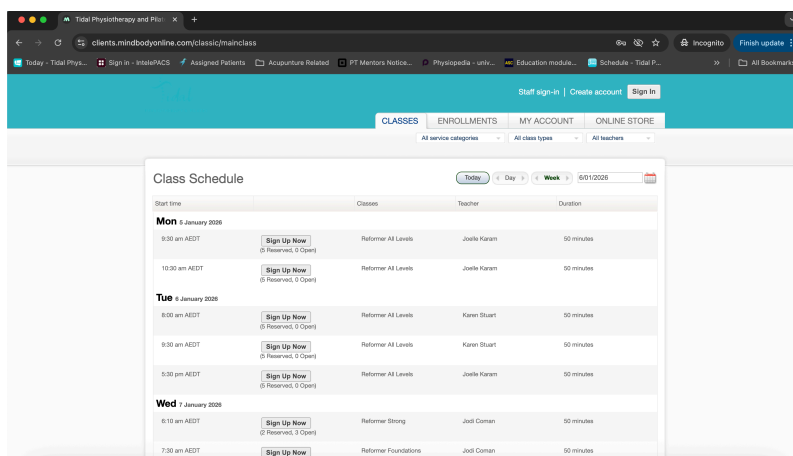 Tidal Physiotherapy and Pilat
clients.mindbodyonline.com/classic/mainclass
Incognito
Finish update
Today - Tidal Phys...
Sign in - IntelePACS
Assigned Patients
Acupunture Related
PT Mentors Notice...
Physiopedia - univ...
Education module...
Schedule - Tidal P...
»
All Bookmarks
Staff sign-in | Create account Sign In
CLASSES ENROLLMENTS MY ACCOUNT ONLINE STORE
All service categories All class types All teachers
Class Schedule Today Day Week 6/01/2026
Start time Classes Teacher Duration
Mon 5 January 2026
9:30 am AEDT Sign Up Now Reformer All Levels Joelle Karam 50 minutes
(5 Reserved, 0 Open)
10:30 am AEDT Sign Up Now Reformer All Levels Joelle Karam 50 minutes
(5 Reserved, 0 Open)
Tue 6 January 2026
8:00 am AEDT Sign Up Now Reformer All Levels Karen Stuart 50 minutes
(5 Reserved, 0 Open)
9:30 am AEDT Sign Up Now Reformer All Levels Karen Stuart 50 minutes
(5 Reserved, 0 Open)
5:30 pm AEDT Sign Up Now Reformer All Levels Joelle Karam 50 minutes
(5 Reserved, 0 Open)
Wed 7 January 2026
6:10 am AEDT Sign Up Now Reformer Strong Jodi Coman 50 minutes
(2 Reserved, 3 Open)
7:30 am AEDT Sign Up Now Reformer Foundations Jodi Coman 50 minutes